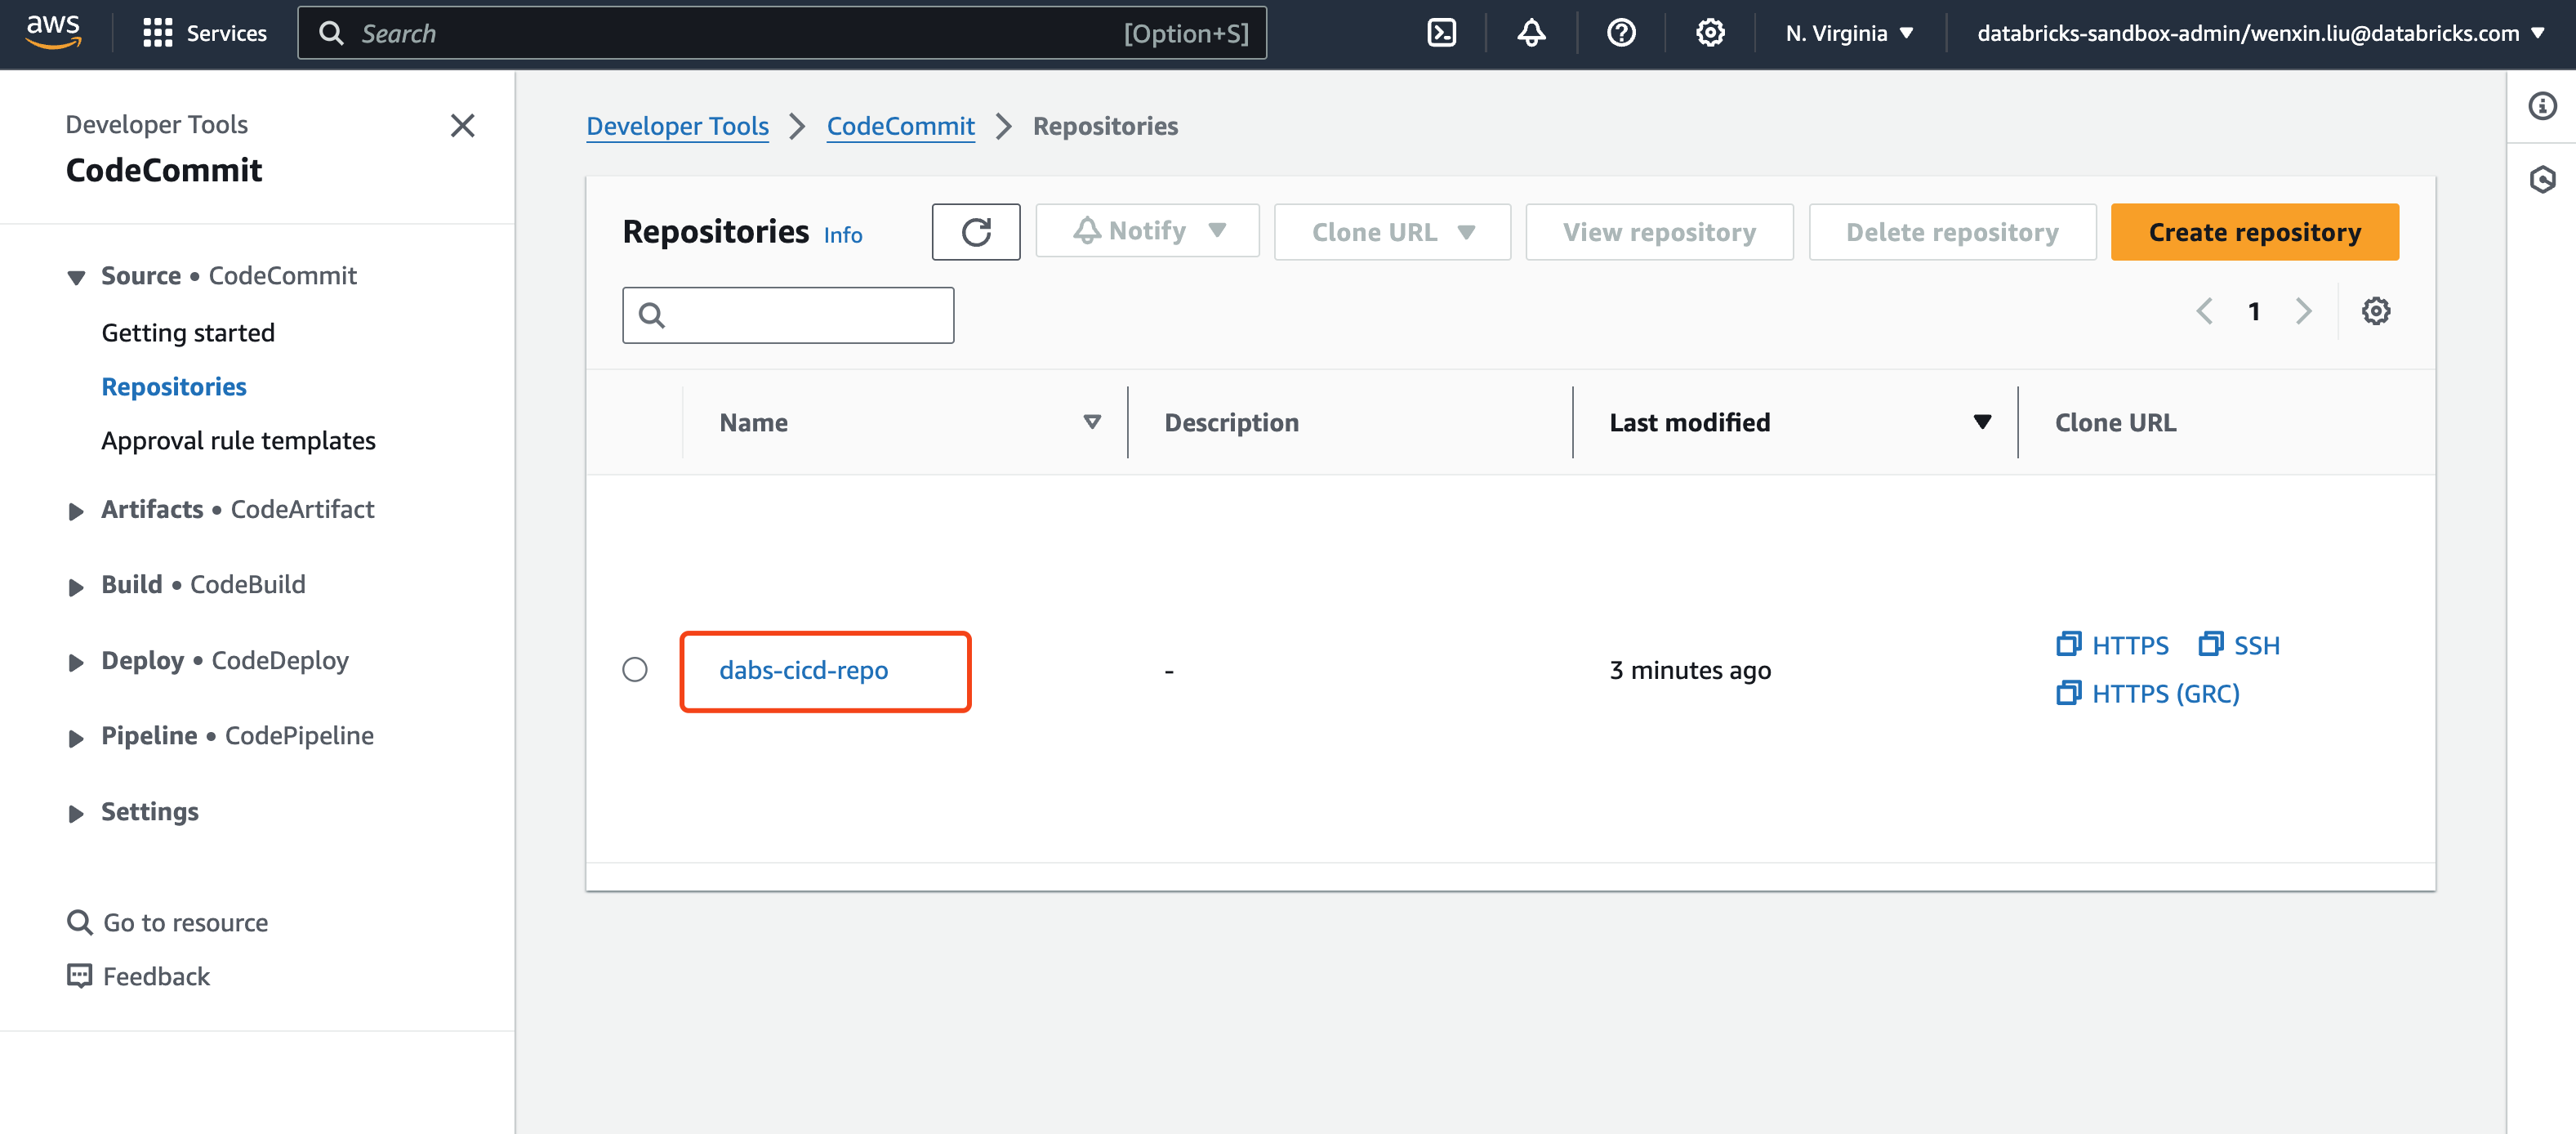 aws
Services
Search [Option+S]
N. Virginia
databricks-sandbox-admin/wenxin.liu@databricks.com
Developer Tools
CodeCommit
Source • CodeCommit
Getting started
Repositories
Approval rule templates
Artifacts • CodeArtifact
Build • CodeBuild
Deploy • CodeDeploy
Pipeline • CodePipeline
Settings
Go to resource
Feedback
Developer Tools > CodeCommit > Repositories
Repositories Info
Notify
Clone URL
View repository
Delete repository
Create repository
1
Name Description Last modified Clone URL
dabs-cicd-repo - 3 minutes ago
HTTPS SSH
HTTPS (GRC)